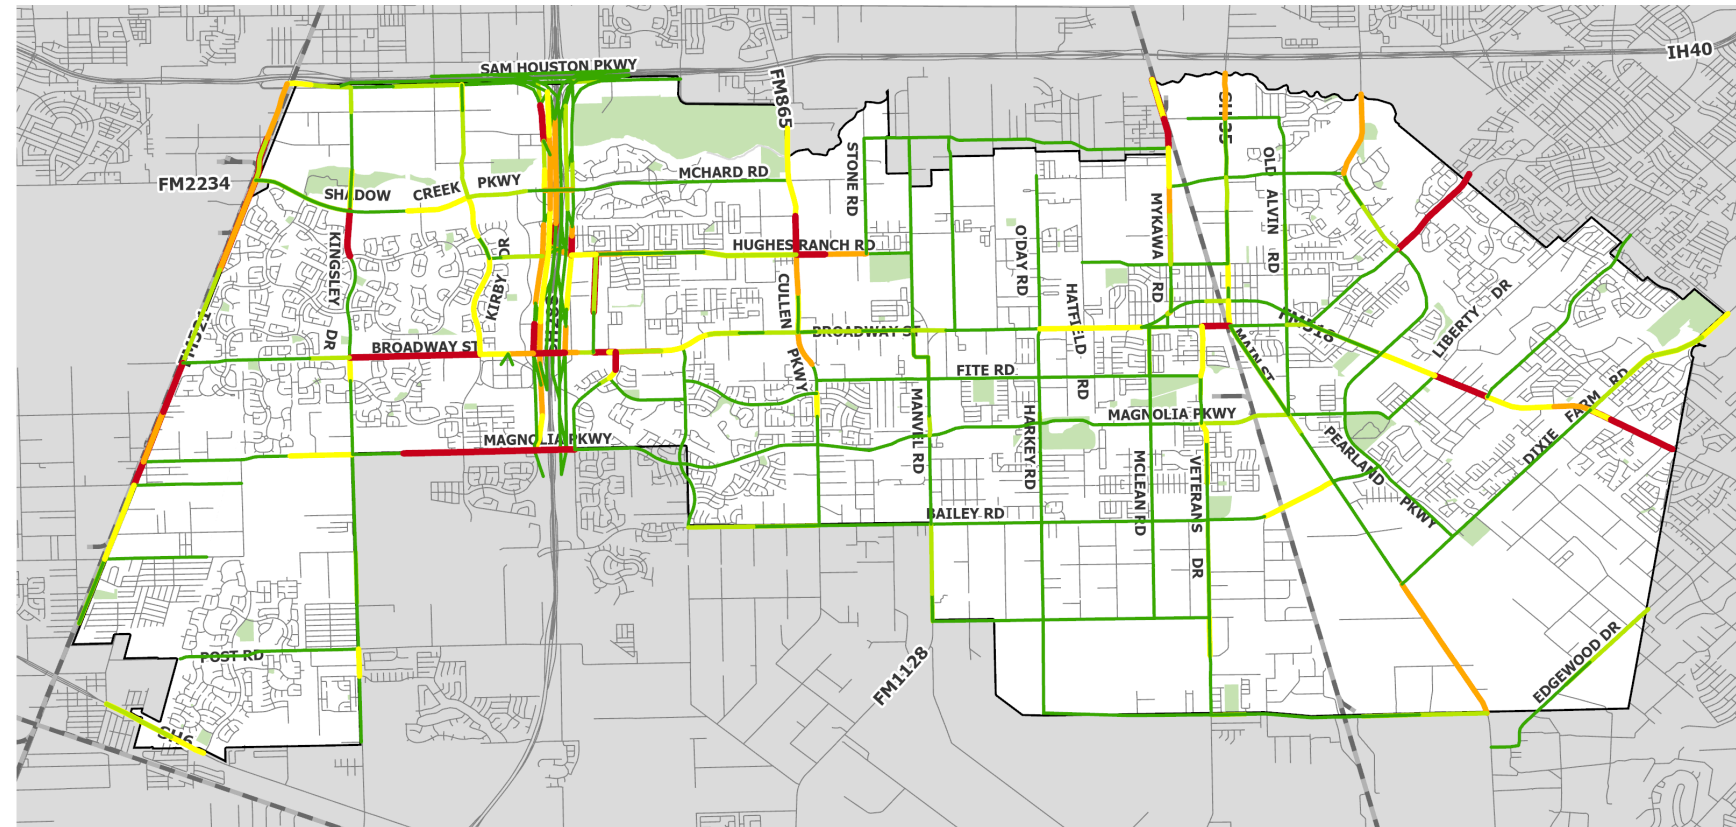 SAM HOUSTON PKWY
IH40
FM865
SH35
FM2234
SHADOW CREEK PKWY
MCHARD RD
STONE RD
OLD ALVIN RD
MYKAWA RD
KINGSLEY DR
KIRBY DR
HUGHES RANCH RD
O'DAY RD
CULLEN PKWY
HATFIELD RD
FM521
SH288
BROADWAY ST
BROADWAY ST
FM518
LIBERTY DR
MAIN ST
FITE RD
MANVEL RD
HARKEY RD
MAGNOLIA PKWY
MAGNOLIA PKWY
DIXIE FARM RD
PEARLAND PKWY
MCLEAN RD
VETERANS DR
BAILEY RD
POST RD
FM1128
EDGEWOOD DR
SH6